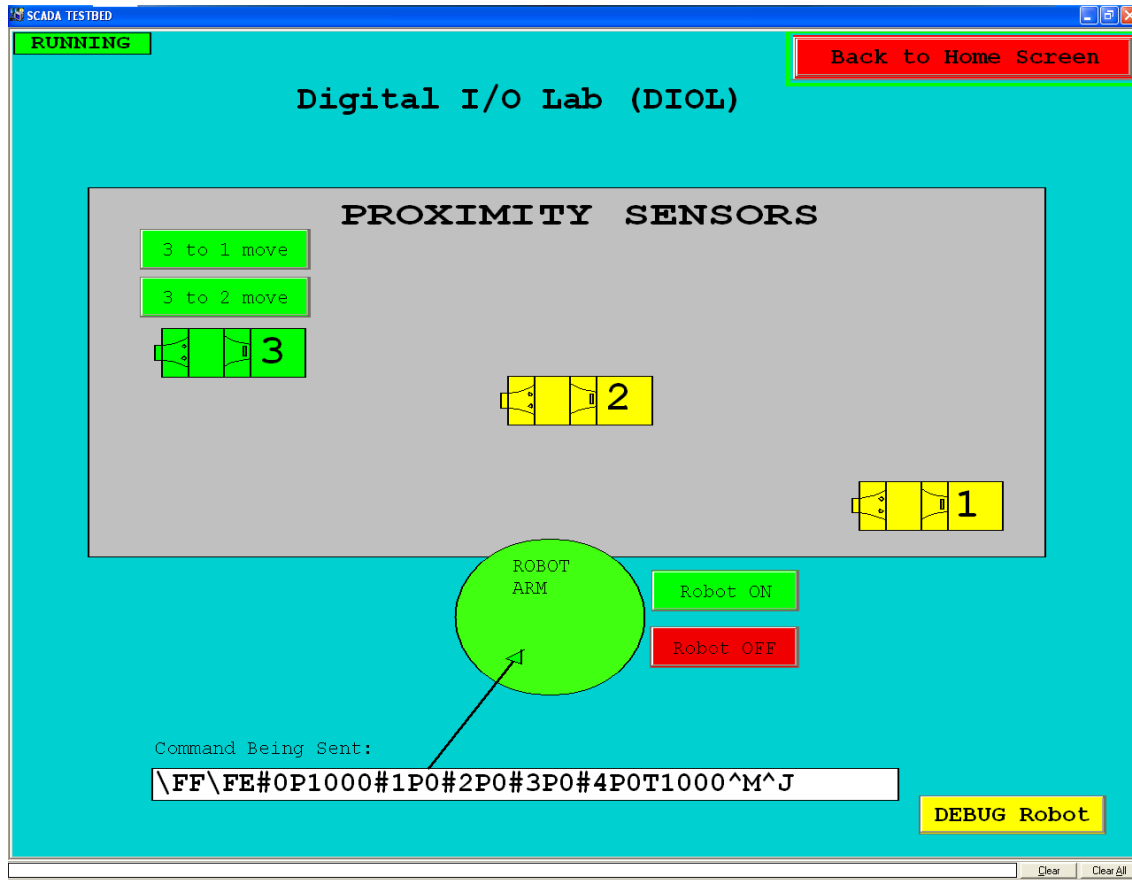 SCADA TESTBED
RUNNING
Back to Home Screen
Digital I/O Lab (DIOL)
PROXIMITY SENSORS
3 to 1 move
3 to 2 move
3
2
1
ROBOT
ARM
Robot ON
Robot OFF
Command Being Sent:
\FF\FE#0P1000#1P0#2P0#3P0#4P0T1000^M^J
DEBUG Robot
Clear
Clear All